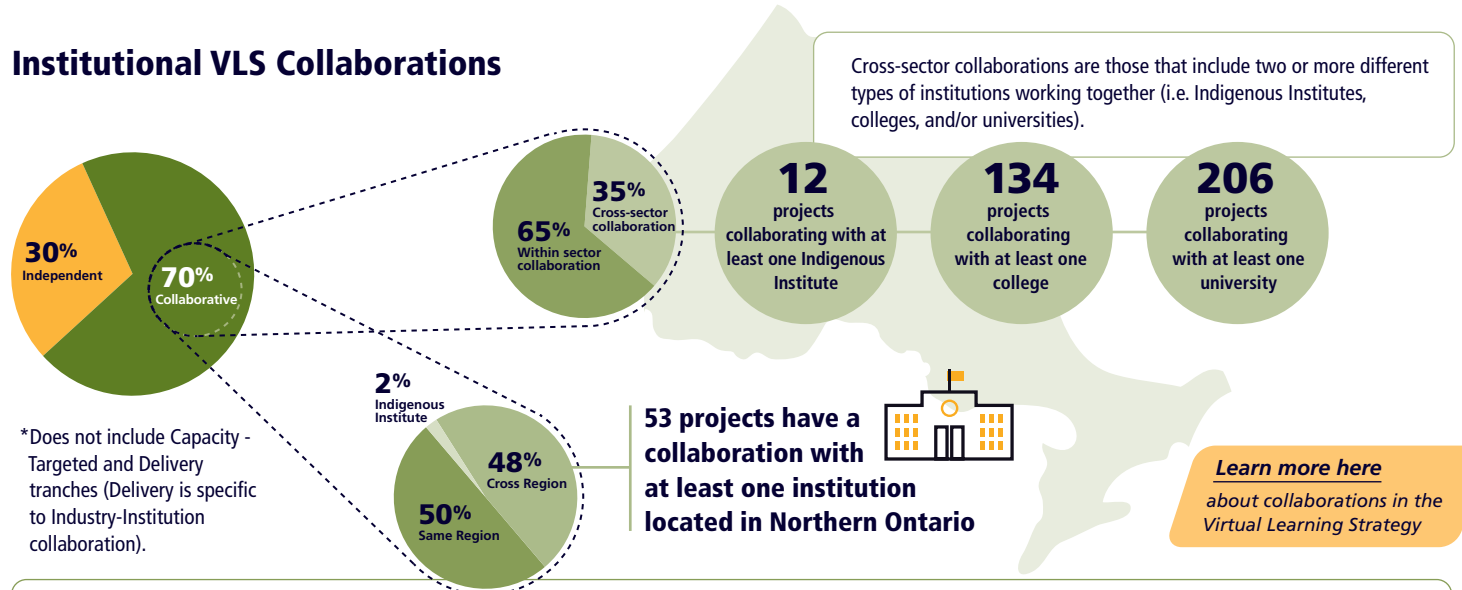 Institutional VLS Collaborations
Cross-sector collaborations are those that include two or more different
types of institutions working together (i.e. Indigenous Institutes,
colleges, and/or universities).
30%
Independent
70%
Collaborative
35%
Cross-sector
collaboration
65%
Within sector
collaboration
12
projects
collaborating with at
least one Indigenous
Institute
134
projects
collaborating
with at least one
college
206
projects
collaborating
with at least one
university
2%
Indigenous
Institute
48%
Cross Region
50%
Same Region
53 projects have a
collaboration with
at least one institution
located in Northern Ontario
*Does not include Capacity -
Targeted and Delivery
tranches (Delivery is specific
to Industry-Institution
collaboration).
Learn more here
about collaborations in the
Virtual Learning Strategy